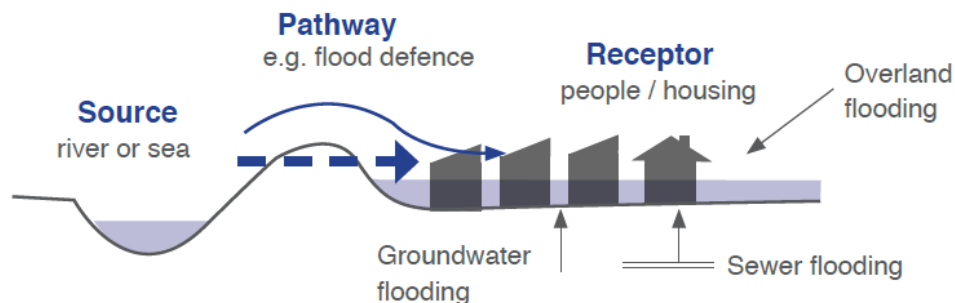 Pathway
e.g. flood defence
Receptor
people / housing
Overland
flooding
Source
river or sea
Groundwater
flooding
Sewer flooding